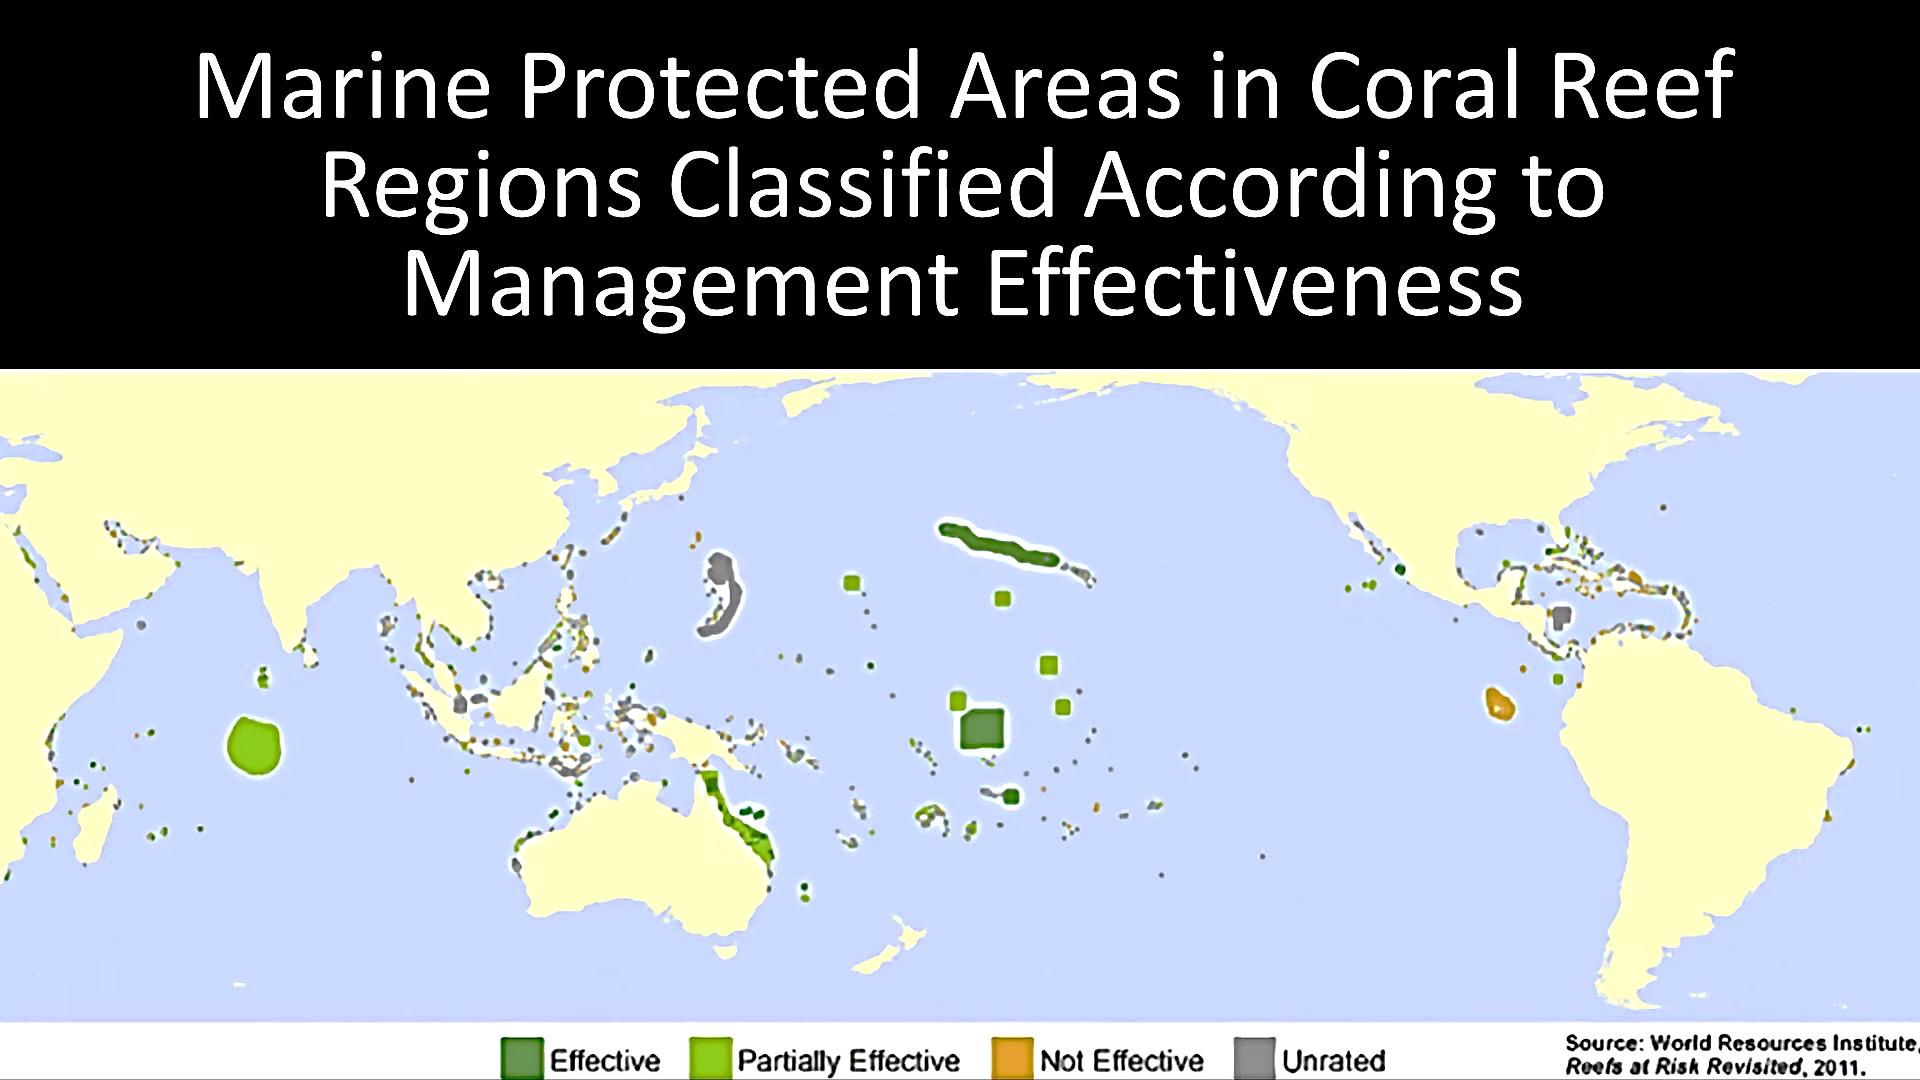 Marine Protected Areas in Coral Reef
Regions Classified According to
Management Effectiveness
Effective
Partially Effective
Not Effective
Unrated
Source: World Resources Institute,
Reefs at Risk Revisited, 2011.